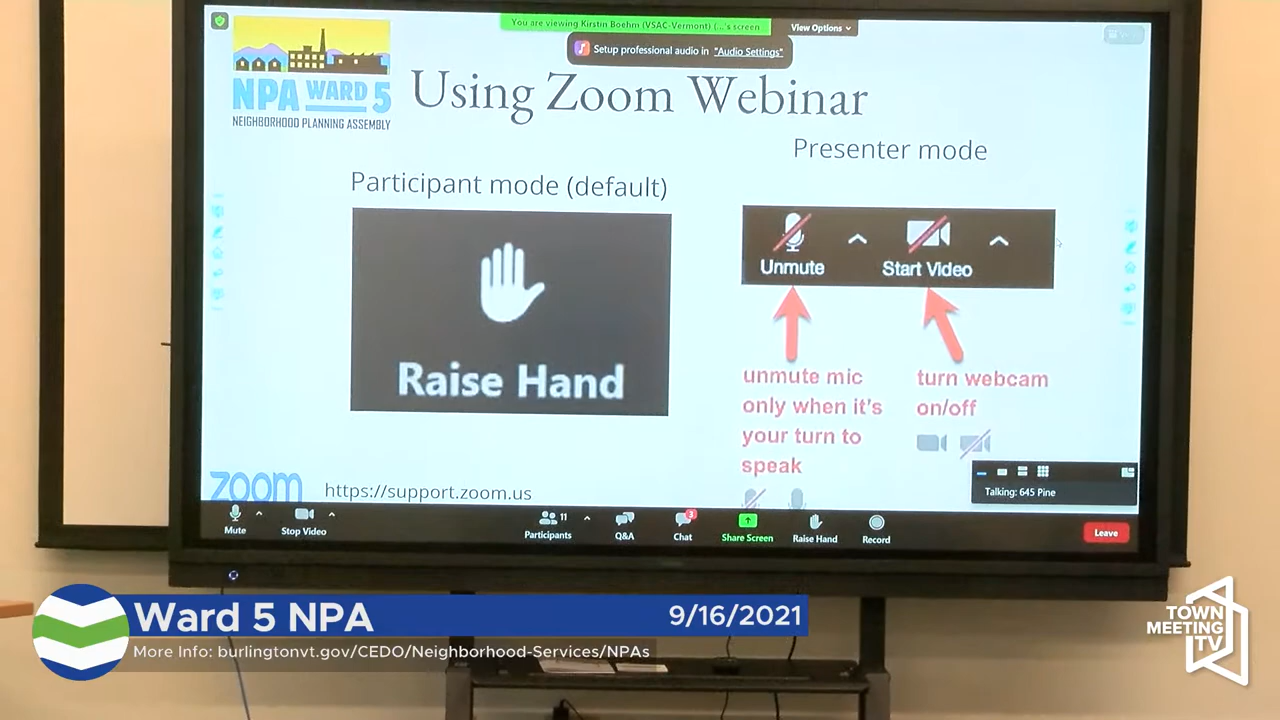 You are viewing Kirstin Boehm (VSAC-Vermont) (...'s screen
View Options
Setup professional audio in "Audio Settings"
NPA WARD 5
NEIGHBORHOOD PLANNING ASSEMBLY
Using Zoom Webinar
Participant mode (default)
Presenter mode
Raise Hand
Unmute
Start Video
unmute mic
only when it's
your turn to
speak
turn webcam
on/off
zoom
https://support.zoom.us
Talking: 645 Pine
Mute
Stop Video
11
Participants
Q&A
3
Chat
Share Screen
Raise Hand
Record
Leave
Ward 5 NPA
9/16/2021
More Info: burlingtonvt.gov/CEDO/Neighborhood-Services/NPAs
TOWN
MEETING
TV